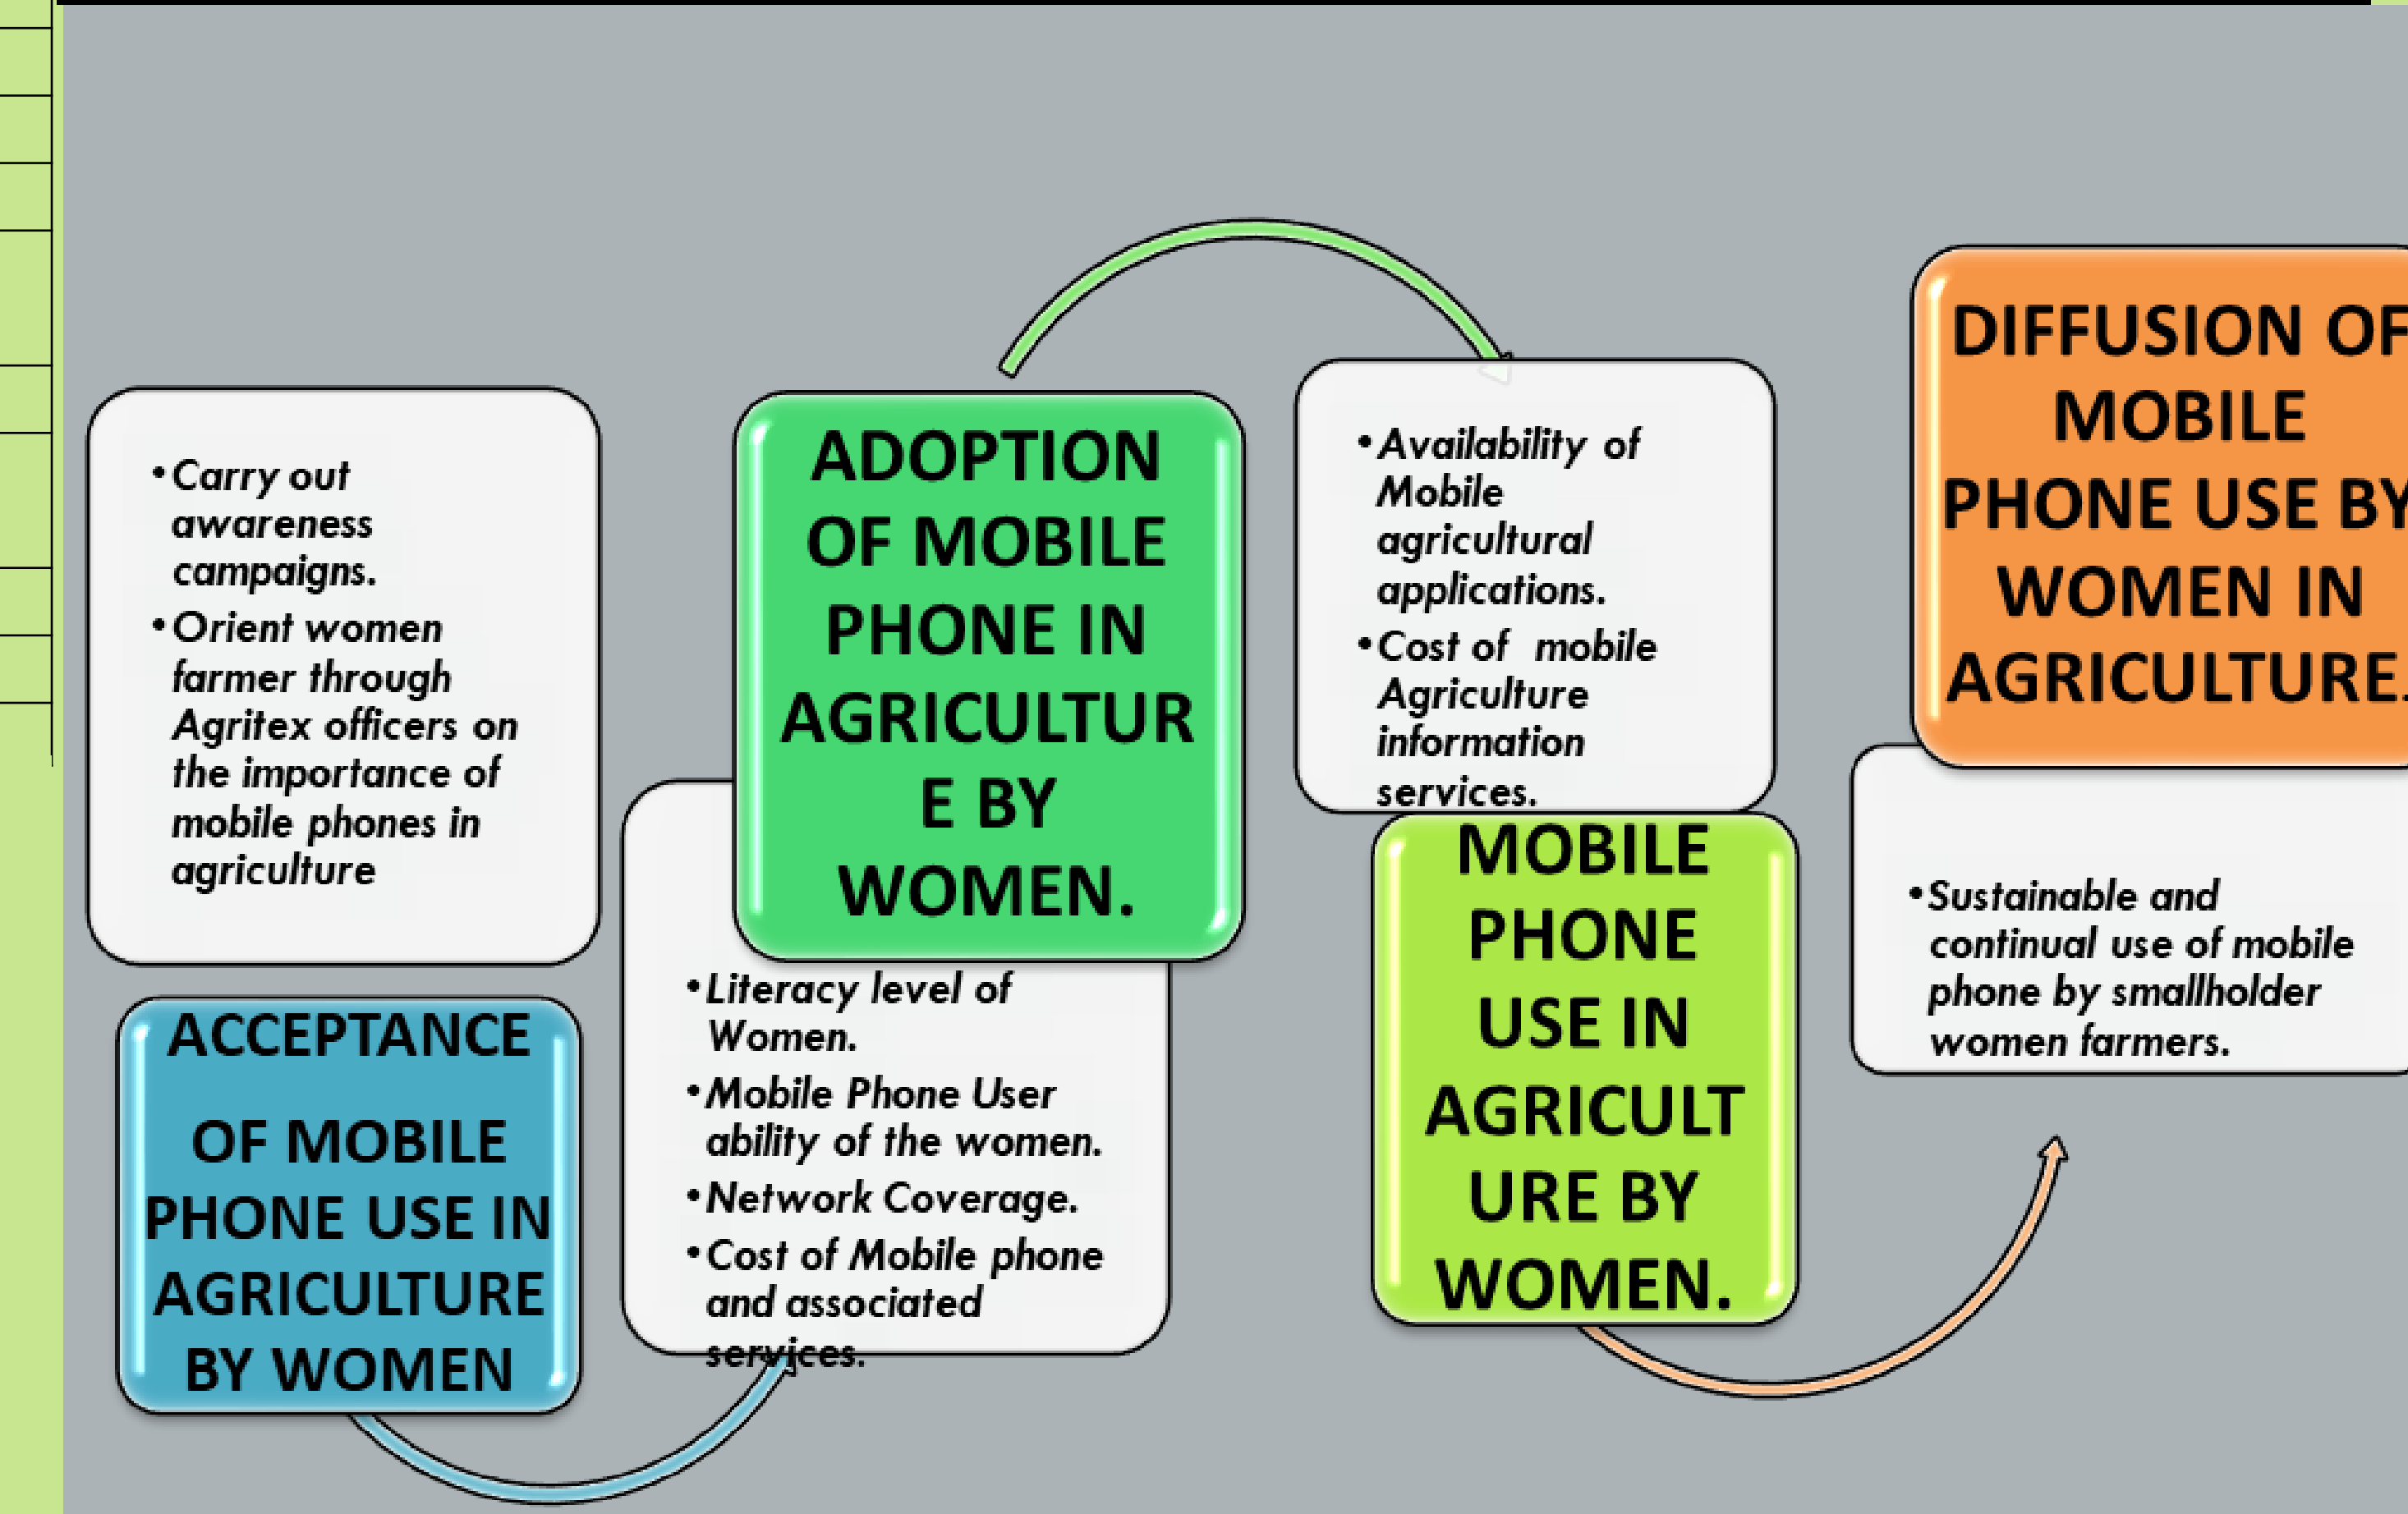 •Carry out
awareness
campaigns.
•Orient women
farmer through
Agritex officers on
the importance of
mobile phones in
agriculture
ACCEPTANCE
OF MOBILE
PHONE USE IN
AGRICULTURE
BY WOMEN
ADOPTION
OF MOBILE
PHONE IN
AGRICULTUR
E BY
WOMEN.
•Literacy level of
Women.
•Mobile Phone User
ability of the women.
•Network Coverage.
•Cost of Mobile phone
and associated
services.
•Availability of
Mobile
agricultural
applications.
•Cost of  mobile
Agriculture
information
services.
MOBILE
PHONE
USE IN
AGRICULT
URE BY
WOMEN.
DIFFUSION OF
MOBILE
PHONE USE BY
WOMEN IN
AGRICULTURE.
•Sustainable and
continual use of mobile
phone by smallholder
women farmers.